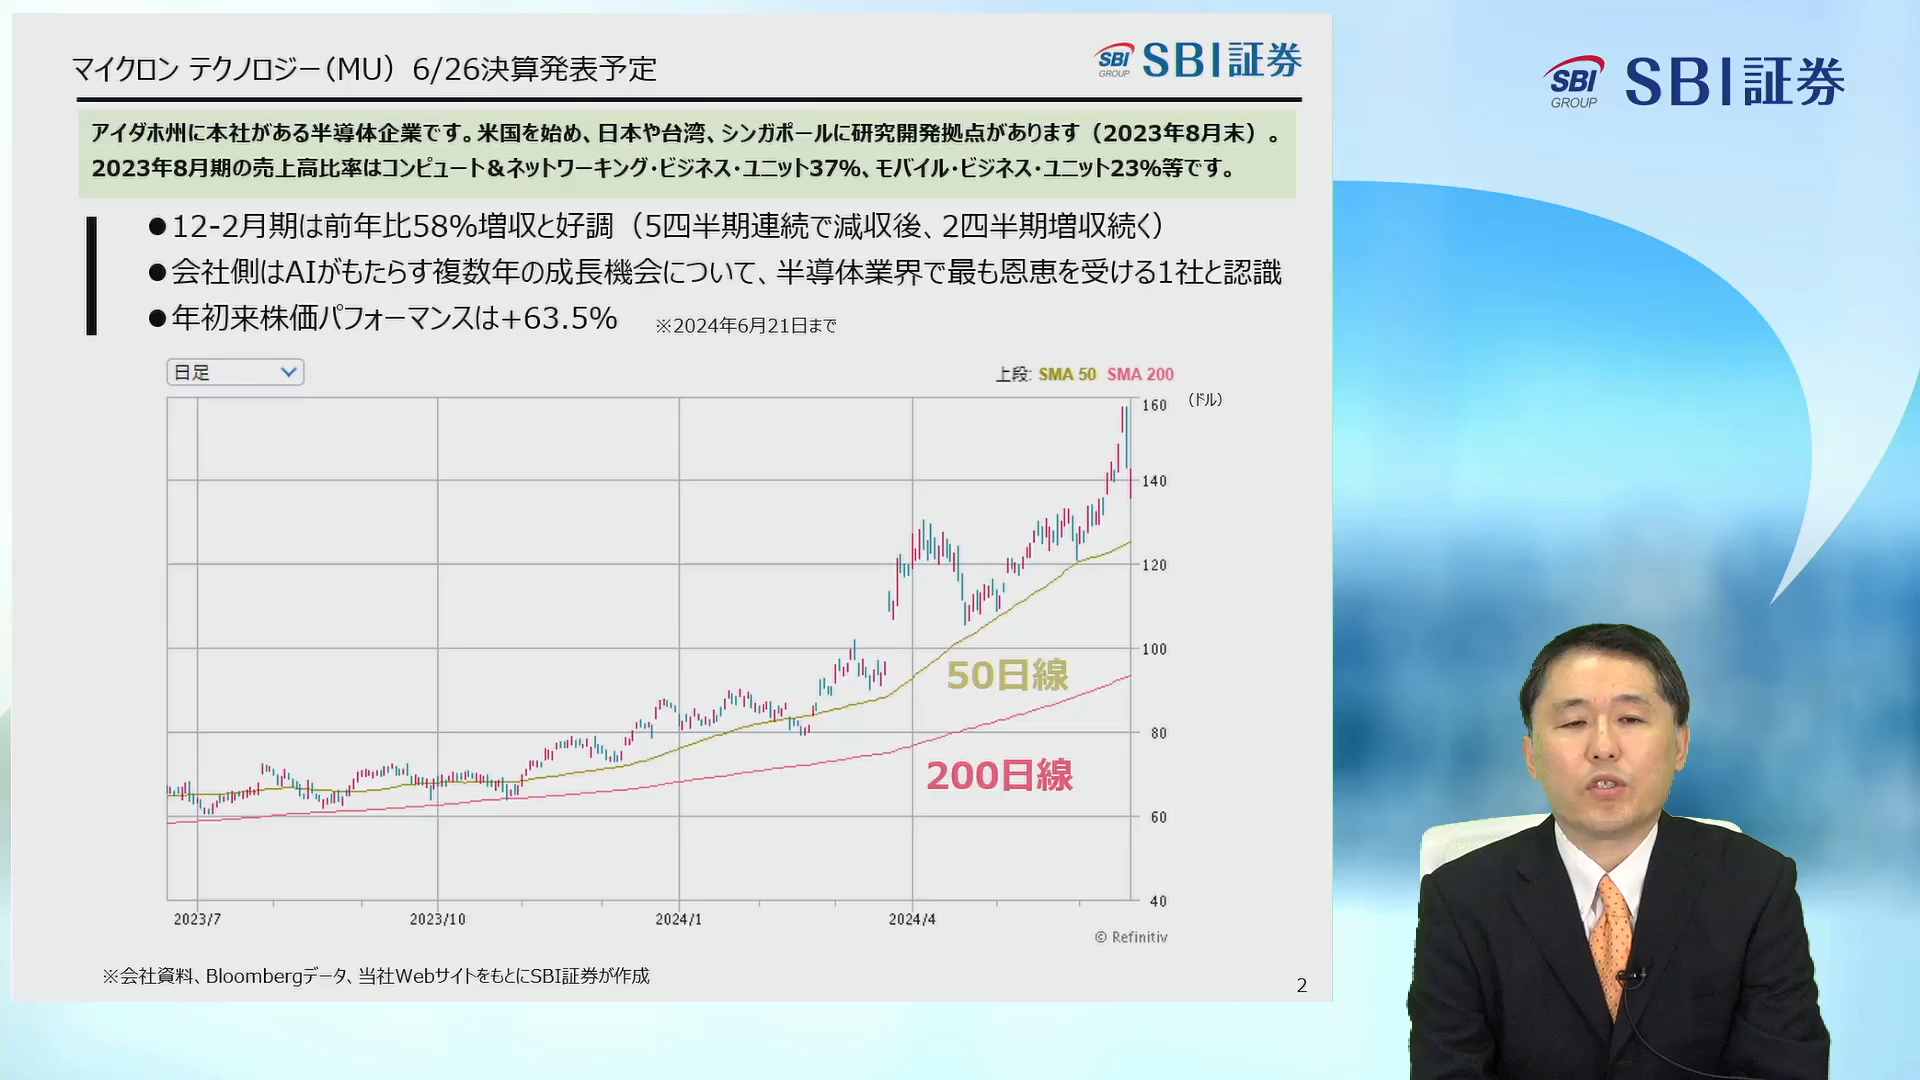 マイクロン テクノロジー（MU） 6/26決算発表予定
SBI GROUP SBI証券
アイダホ州に本社がある半導体企業です。米国を始め、日本や台湾、シンガポールに研究開発拠点があります（2023年8月末）。
2023年8月期の売上高比率はコンピュート＆ネットワーキング・ビジネス・ユニット37%、モバイル・ビジネス・ユニット23%等です。
●12-2月期は前年比58%増収と好調（5四半期連続で減収後、2四半期増収続く）
●会社側はAIがもたらす複数年の成長機会について、半導体業界で最も恩恵を受ける1社と認識
●年初来株価パフォーマンスは+63.5% ※2024年6月21日まで
日足
上段: SMA 50 SMA 200
（ドル）
160
140
120
100
80
60
40
50日線
200日線
2023/7 2023/10 2024/1 2024/4
© Refinitiv
※会社資料、Bloombergデータ、当社WebサイトをもとにSBI証券が作成
2
SBI GROUP SBI証券